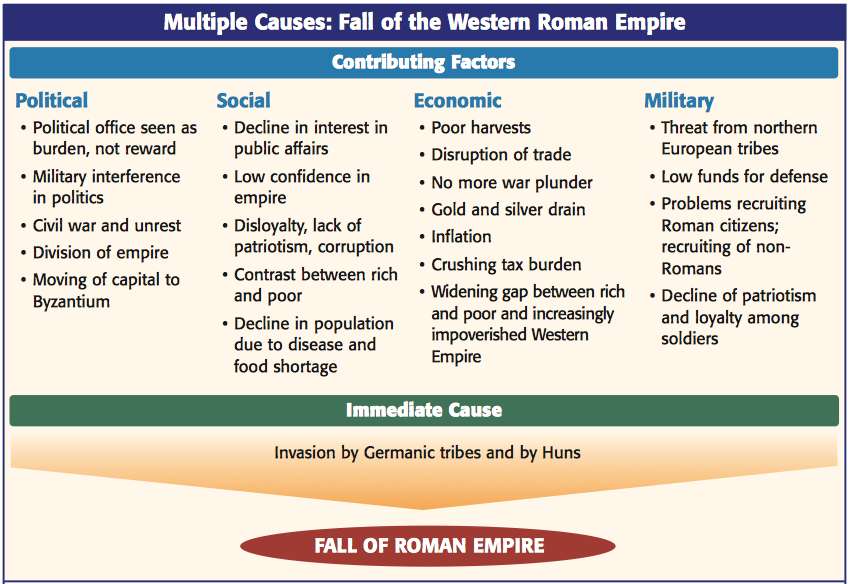 Multiple Causes: Fall of the Western Roman Empire
Contributing Factors
Political
• Political office seen as
burden, not reward
• Military interference
in politics
• Civil war and unrest
• Division of empire
• Moving of capital to
Byzantium
Social
• Decline in interest in
public affairs
• Low confidence in
empire
• Disloyalty, lack of
patriotism, corruption
• Contrast between rich
and poor
• Decline in population
due to disease and
food shortage
Economic
• Poor harvests
• Disruption of trade
• No more war plunder
• Gold and silver drain
• Inflation
• Crushing tax burden
• Widening gap between rich
and poor and increasingly
impoverished Western
Empire
Military
• Threat from northern
European tribes
• Low funds for defense
• Problems recruiting
Roman citizens;
recruiting of non-
Romans
• Decline of patriotism
and loyalty among
soldiers
Immediate Cause
Invasion by Germanic tribes and by Huns
FALL OF ROMAN EMPIRE